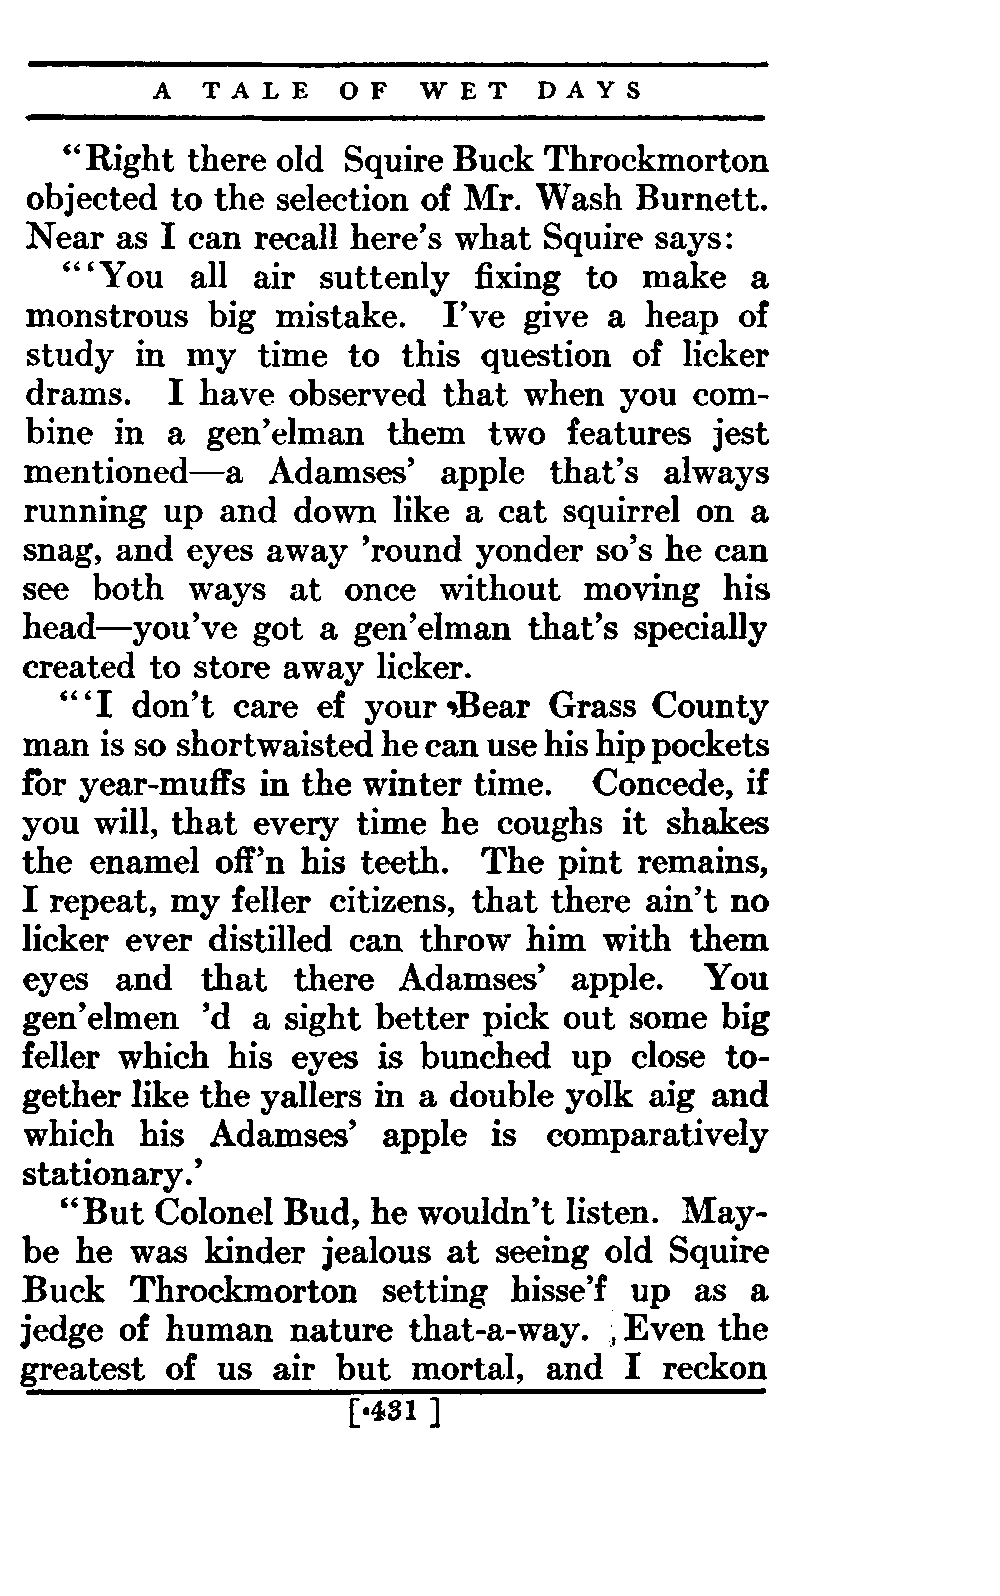 A TALE OF WET DAYS
“Right there old Squire Buck Throckmorton
objected to the selection of Mr. Wash Burnett.
Near as I can recall here’s what Squire says:
“‘You all air suttenly fixing to make a
monstrous big mistake. I’ve give a heap of
study in my time to this question of licker
drams. I have observed that when you com-
bine in a gen’elman them two features jest
mentioned—a Adamses’ apple that’s always
running up and down like a cat squirrel on a
snag, and eyes away ’round yonder so’s he can
see both ways at once without moving his
head—you’ve got a gen’elman that’s specially
created to store away licker.
“‘I don’t care ef your Bear Grass County
man is so shortwaisted he can use his hip pockets
for year-muffs in the winter time. Concede, if
you will, that every time he coughs it shakes
the enamel off’n his teeth. The pint remains,
I repeat, my feller citizens, that there ain’t no
licker ever distilled can throw him with them
eyes and that there Adamses’ apple. You
gen’elmen ’d a sight better pick out some big
feller which his eyes is bunched up close to-
gether like the yallers in a double yolk aig and
which his Adamses’ apple is comparatively
stationary.’
“But Colonel Bud, he wouldn’t listen. May-
be he was kinder jealous at seeing old Squire
Buck Throckmorton setting hisse’f up as a
jedge of human nature that-a-way. Even the
greatest of us air but mortal, and I reckon
[ 431 ]